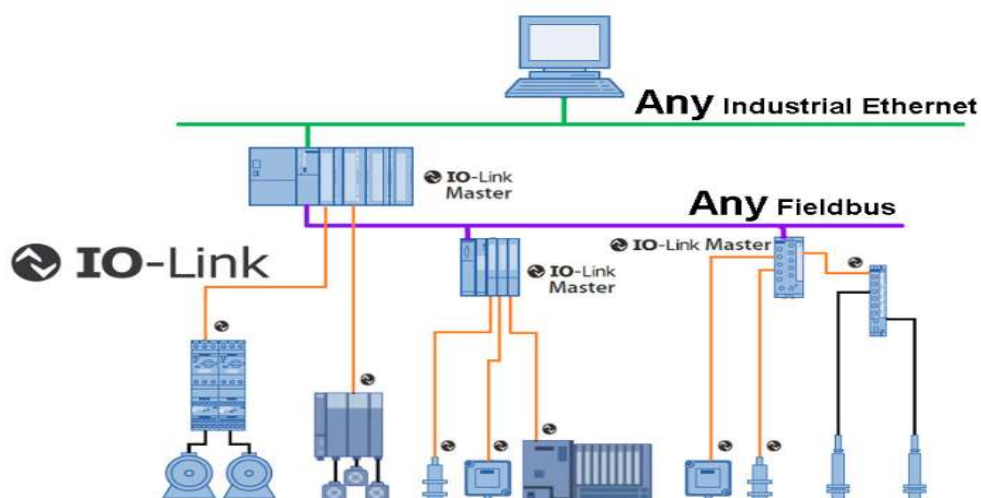 Any Industrial Ethernet
IO-Link
Master
Any Fieldbus
IO-Link Master
IO-Link
IO-Link
Master